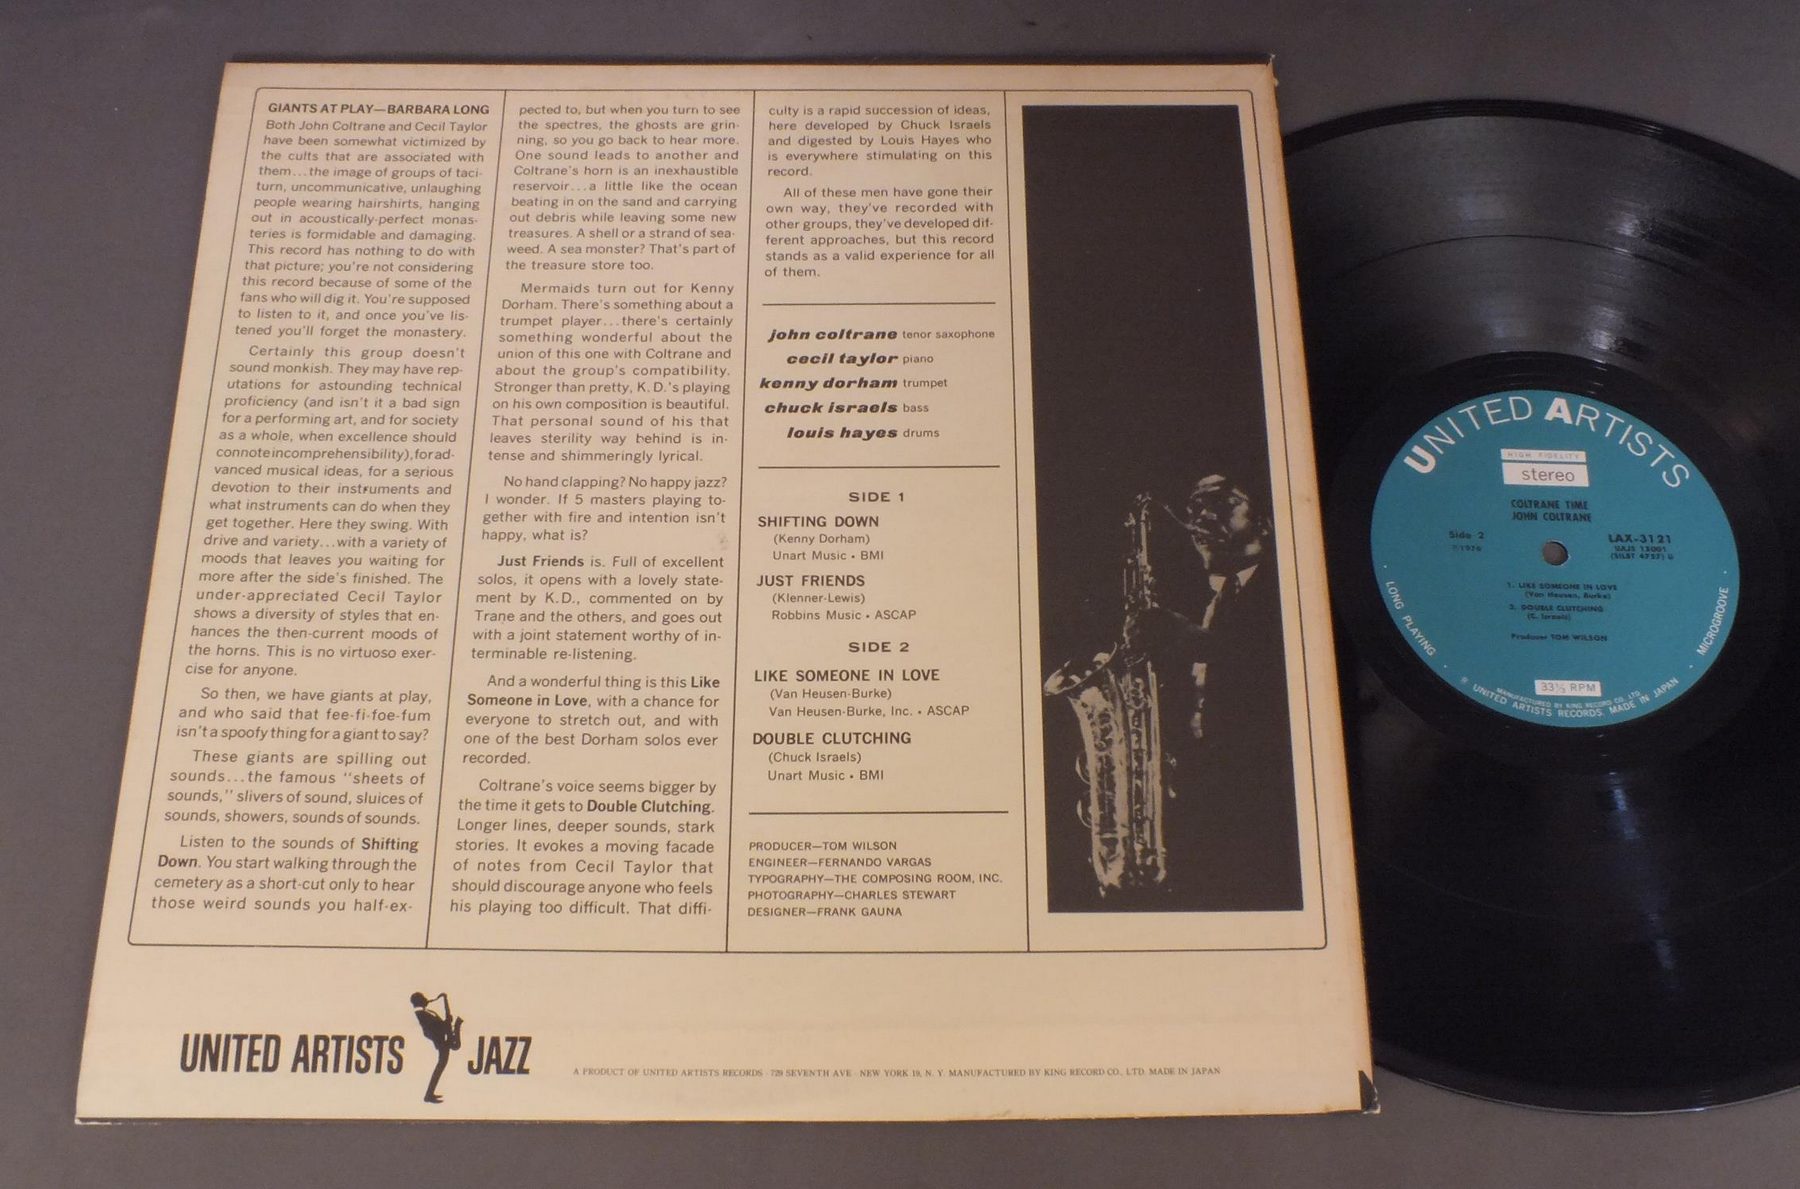 GIANTS AT PLAY—BARBARA LONG
Both John Coltrane and Cecil Taylor
have been somewhat victimized by
the cults that are associated with
them...the image of groups of taci-
turn, uncommunicative, unlaughing
people wearing hairshirts, hanging
out in acoustically-perfect monas-
teries is formidable and damaging.
This record has nothing to do with
that picture; you're not considering
this record because of some of the
fans who will dig it. You're supposed
to listen to it, and once you've lis-
tened you'll forget the monastery.
Certainly this group doesn't
sound monkish. They may have rep-
utations for astounding technical
proficiency (and isn't it a bad sign
for a performing art, and for society
as a whole, when excellence should
connote incomprehensibility), for ad-
vanced musical ideas, for a serious
devotion to their instruments and
what instruments can do when they
get together. Here they swing. With
drive and variety...with a variety of
moods that leaves you waiting for
more after the side's finished. The
under-appreciated Cecil Taylor
shows a diversity of styles that en-
hances the then-current moods of
the horns. This is no virtuoso exer-
cise for anyone.
So then, we have giants at play,
and who said that fee-fi-foe-fum
isn't a spoofy thing for a giant to say?
These giants are spilling out
sounds...the famous "sheets of
sounds," slivers of sound, sluices of
sounds, showers, sounds of sounds.
Listen to the sounds of Shifting
Down. You start walking through the
cemetery as a short-cut only to hear
those weird sounds you half-ex-
pected to, but when you turn to see
the spectres, the ghosts are grin-
ning, so you go back to hear more.
One sound leads to another and
Coltrane's horn is an inexhaustible
reservoir...a little like the ocean
beating in on the sand and carrying
out debris while leaving some new
treasures. A shell or a strand of sea-
weed. A sea monster? That's part of
the treasure store too.
Mermaids turn out for Kenny
Dorham. There's something about a
trumpet player...there's certainly
something wonderful about the
union of this one with Coltrane and
about the group's compatibility.
Stronger than pretty, K. D.'s playing
on his own composition is beautiful.
That personal sound of his that
leaves sterility way behind is in-
tense and shimmeringly lyrical.
No hand clapping? No happy jazz?
I wonder. If 5 masters playing to-
gether with fire and intention isn't
happy, what is?
Just Friends is. Full of excellent
solos, it opens with a lovely state-
ment by K.D., commented on by
Trane and the others, and goes out
with a joint statement worthy of in-
terminable re-listening.
And a wonderful thing is this Like
Someone in Love, with a chance for
everyone to stretch out, and with
one of the best Dorham solos ever
recorded.
Coltrane's voice seems bigger by
the time it gets to Double Clutching.
Longer lines, deeper sounds, stark
stories. It evokes a moving facade
of notes from Cecil Taylor that
should discourage anyone who feels
his playing too difficult. That diffi-
culty is a rapid succession of ideas,
here developed by Chuck Israels
and digested by Louis Hayes who
is everywhere stimulating on this
record.
All of these men have gone their
own way, they've recorded with
other groups, they've developed dif-
ferent approaches, but this record
stands as a valid experience for all
of them.
john coltrane tenor saxophone
cecil taylor piano
kenny dorham trumpet
chuck israels bass
louis hayes drums
SIDE 1
SHIFTING DOWN
(Kenny Dorham)
Unart Music • BMI
JUST FRIENDS
(Klenner-Lewis)
Robbins Music • ASCAP
SIDE 2
LIKE SOMEONE IN LOVE
(Van Heusen-Burke)
Van Heusen-Burke, Inc. • ASCAP
DOUBLE CLUTCHING
(Chuck Israels)
Unart Music • BMI
PRODUCER—TOM WILSON
ENGINEER—FERNANDO VARGAS
TYPOGRAPHY—THE COMPOSING ROOM, INC.
PHOTOGRAPHY—CHARLES STEWART
DESIGNER—FRANK GAUNA
UNITED ARTISTS JAZZ
A PRODUCT OF UNITED ARTISTS RECORDS · 729 SEVENTH AVE · NEW YORK 19, N. Y. MANUFACTURED BY KING RECORD CO., LTD. MADE IN JAPAN
UNITED ARTISTS
HIGH FIDELITY
stereo
COLTRANE TIME
JOHN COLTRANE
Side 2
LAX-3121
UAJS 15001
1. LIKE SOMEONE IN LOVE
(Van Heusen, Burke)
2. DOUBLE CLUTCHING
(C. Israels)
Producer TOM WILSON
LONG PLAYING
MICROGROOVE
33⅓ RPM
MANUFACTURED BY KING RECORD CO., LTD.
® UNITED ARTISTS RECORDS. MADE IN JAPAN